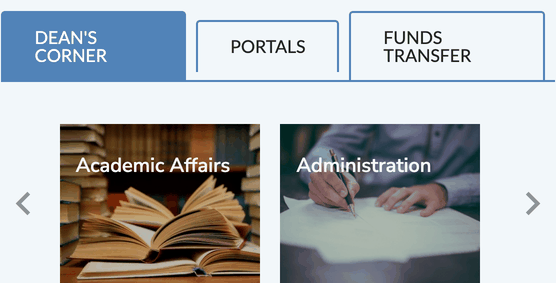 DEAN'S
CORNER
PORTALS
FUNDS
TRANSFER
Academic Affairs
Administration